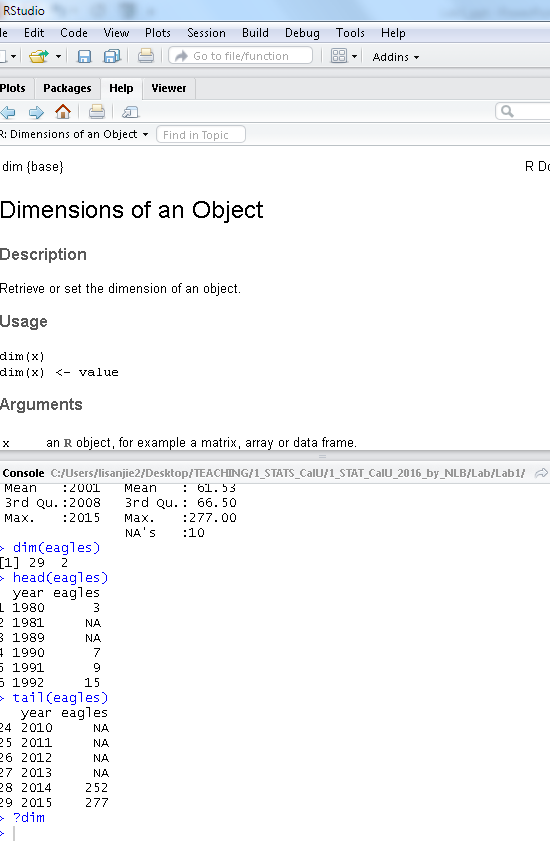 RStudio
le Edit Code View Plots Session Build Debug Tools Help
Go to file/function Addins
Plots Packages Help Viewer
R: Dimensions of an Object Find in Topic
dim {base} R Do
Dimensions of an Object
Description
Retrieve or set the dimension of an object.
Usage
dim(x)
dim(x) <- value
Arguments
x an R object, for example a matrix, array or data frame.
Console C:/Users/lisanjie2/Desktop/TEACHING/1_STATS_CalU/1_STAT_CalU_2016_by_NLB/Lab/Lab1/
Mean :2001 Mean : 61.53
3rd Qu.:2008 3rd Qu.: 66.50
Max. :2015 Max. :277.00
NA's :10
> dim(eagles)
[1] 29 2
> head(eagles)
year eagles
1 1980 3
2 1981 NA
3 1989 NA
4 1990 7
5 1991 9
6 1992 15
> tail(eagles)
year eagles
24 2010 NA
25 2011 NA
26 2012 NA
27 2013 NA
28 2014 252
29 2015 277
> ?dim
>